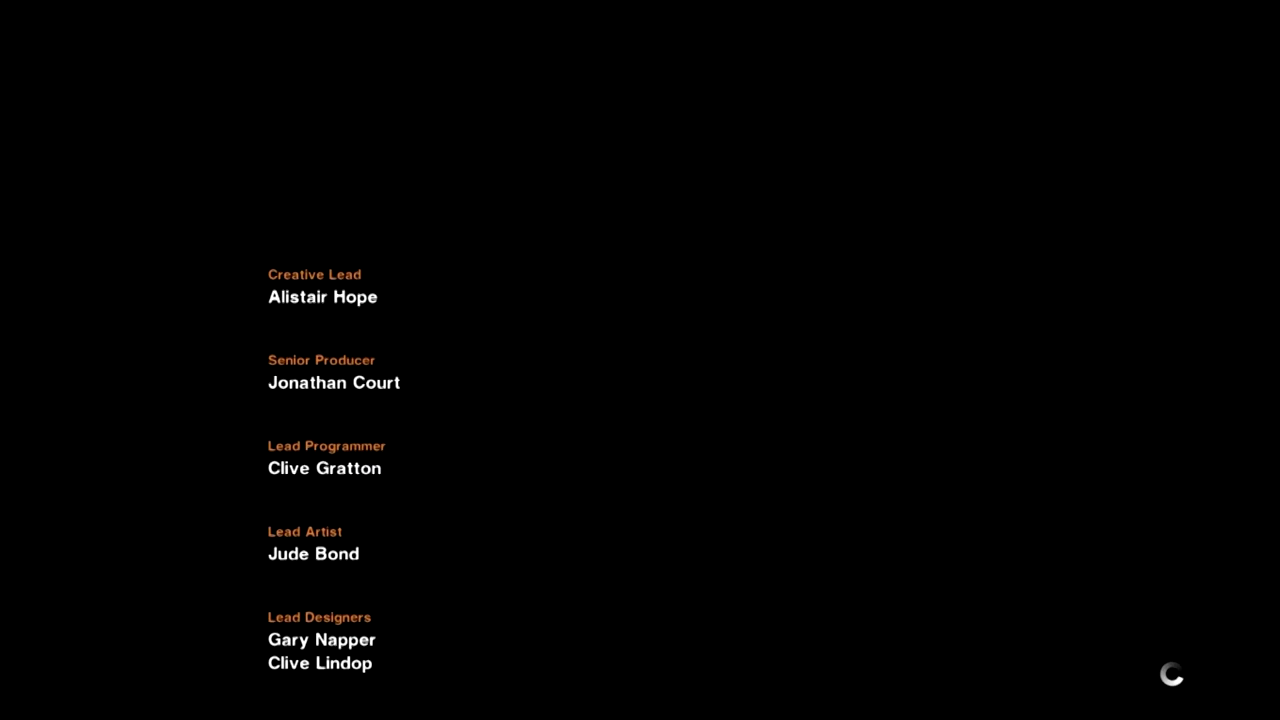 Creative Lead
Alistair Hope
Senior Producer
Jonathan Court
Lead Programmer
Clive Gratton
Lead Artist
Jude Bond
Lead Designers
Gary Napper
Clive Lindop